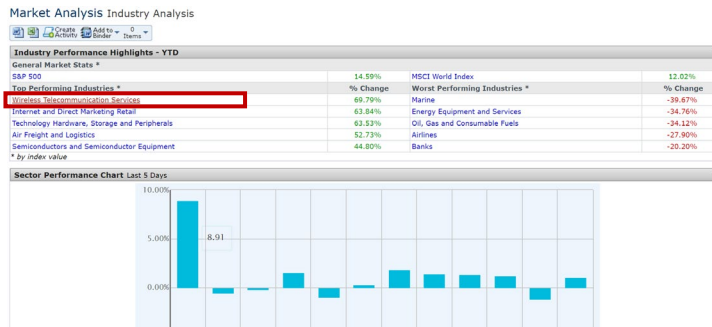 Market Analysis Industry Analysis
Create Activity Add to Binder 0 Items
Industry Performance Highlights - YTD
General Market Stats *
S&P 500 14.59% MSCI World Index 12.02%
Top Performing Industries * % Change Worst Performing Industries * % Change
Wireless Telecommunication Services 69.79% Marine -39.67%
Internet and Direct Marketing Retail 63.84% Energy Equipment and Services -34.76%
Technology Hardware, Storage and Peripherals 63.53% Oil, Gas and Consumable Fuels -34.12%
Air Freight and Logistics 52.73% Airlines -27.90%
Semiconductors and Semiconductor Equipment 44.80% Banks -20.20%
* by index value
Sector Performance Chart Last 5 Days
10.00%
5.00%
8.91
0.00%